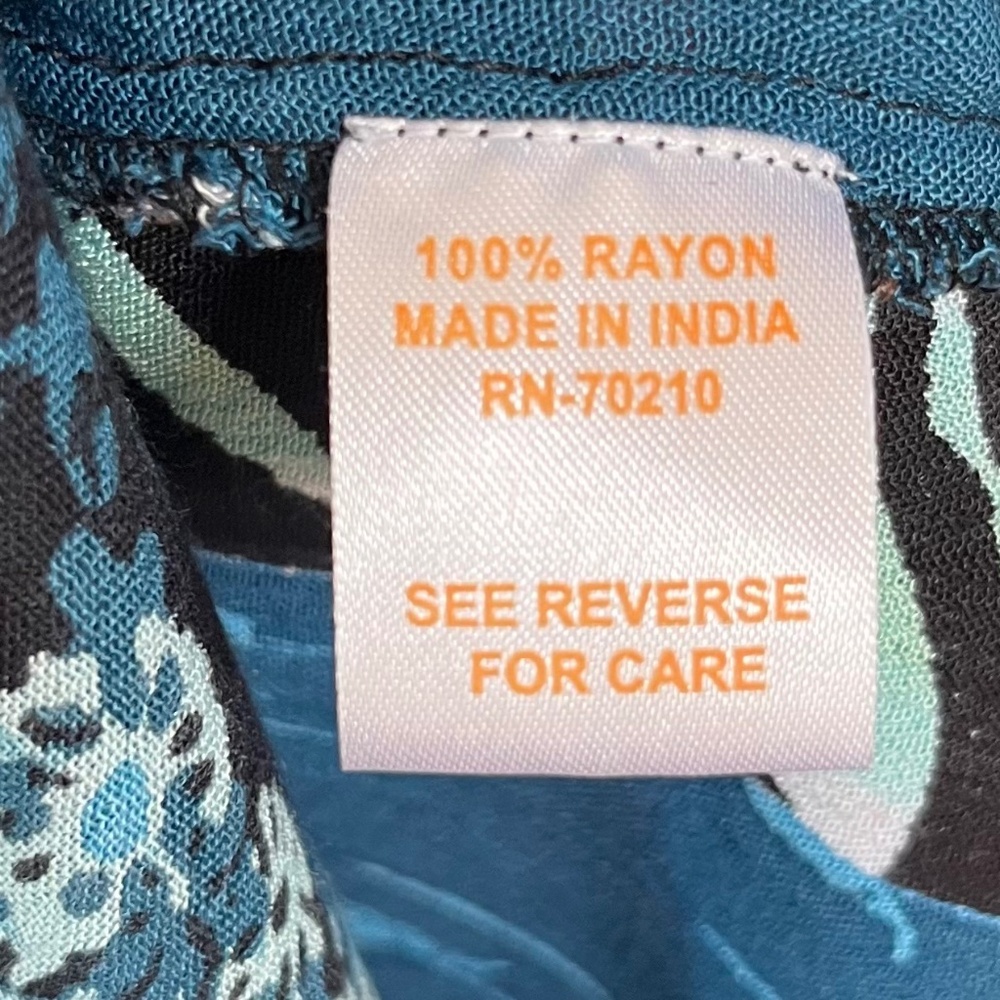 100% RAYON
MADE IN INDIA
RN-70210
SEE REVERSE
FOR CARE